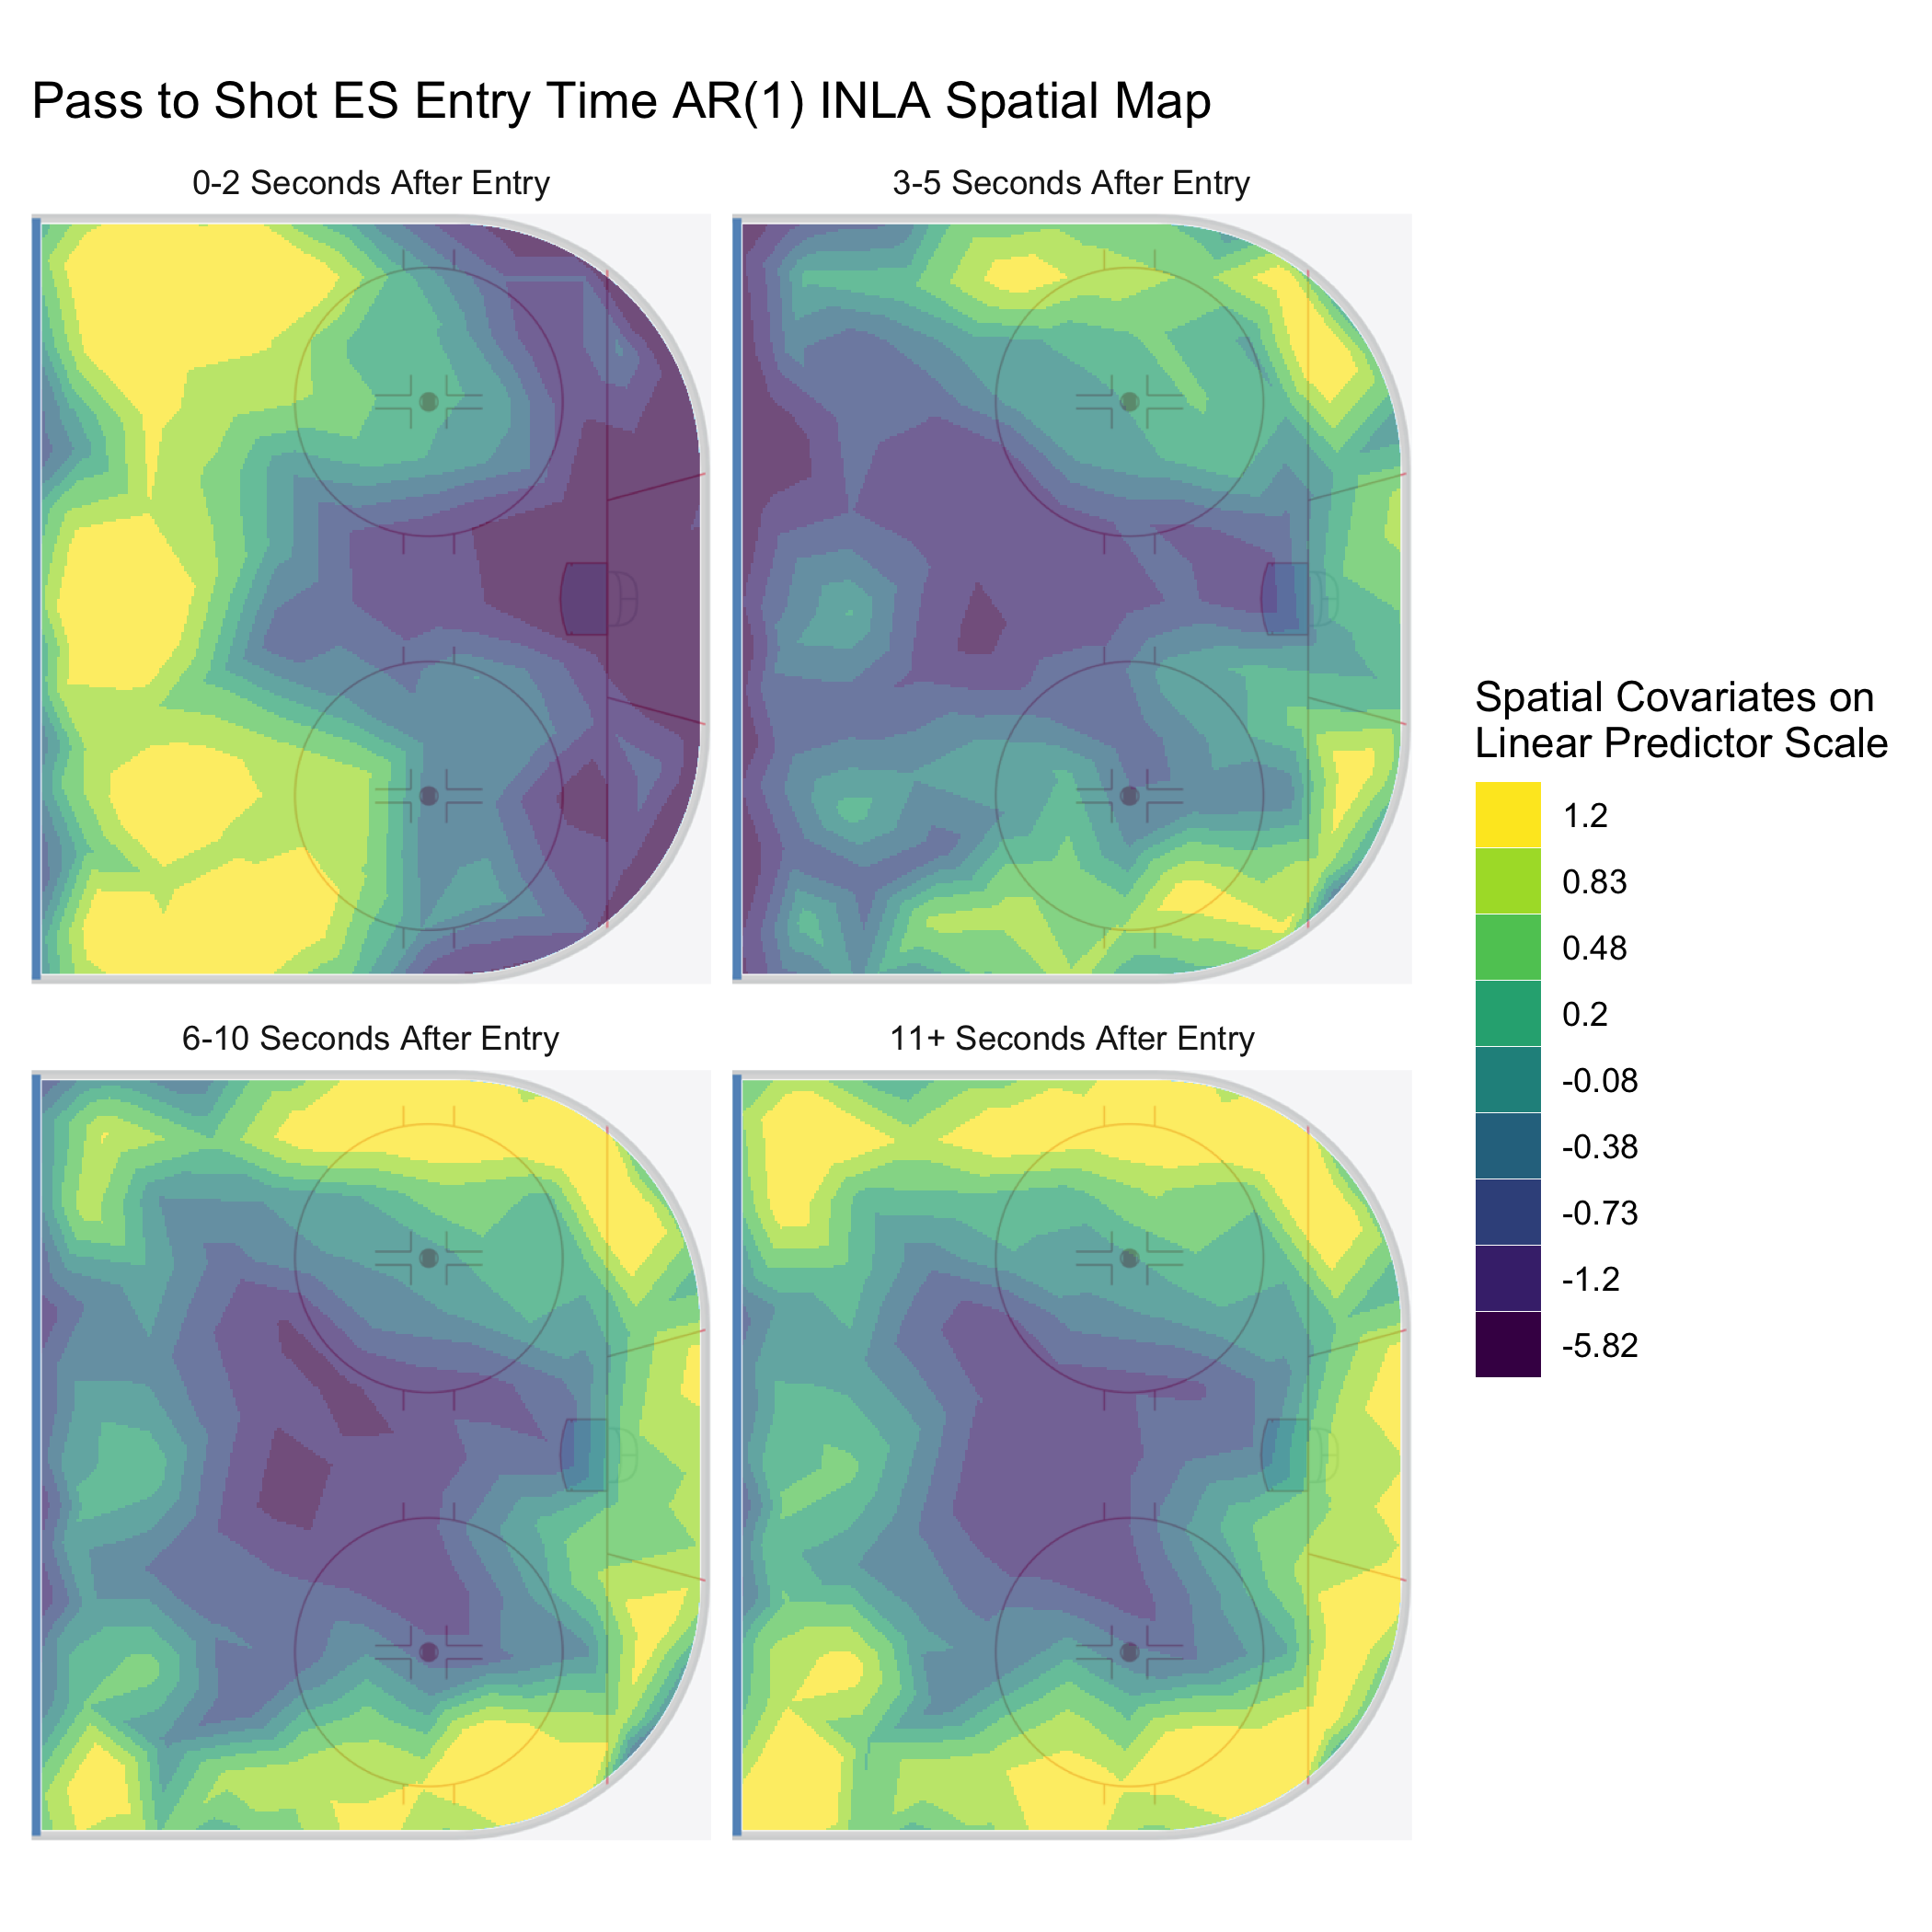 Pass to Shot ES Entry Time AR(1) INLA Spatial Map
0-2 Seconds After Entry
3-5 Seconds After Entry
6-10 Seconds After Entry
11+ Seconds After Entry
Spatial Covariates on
Linear Predictor Scale
1.2
0.83
0.48
0.2
-0.08
-0.38
-0.73
-1.2
-5.82